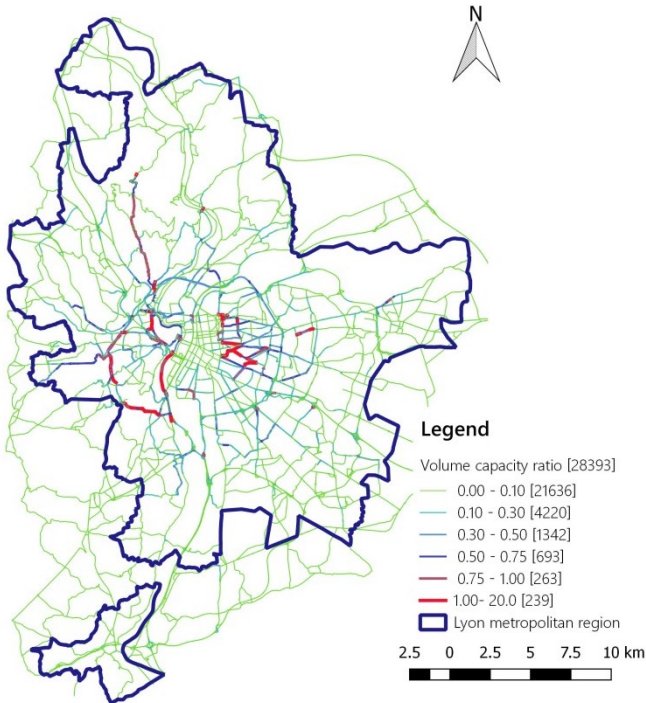 N
Legend
Volume capacity ratio [28393]
0.00 - 0.10 [21636]
0.10 - 0.30 [4220]
0.30 - 0.50 [1342]
0.50 - 0.75 [693]
0.75 - 1.00 [263]
1.00- 20.0 [239]
Lyon metropolitan region
2.5 0 2.5 5 7.5 10 km